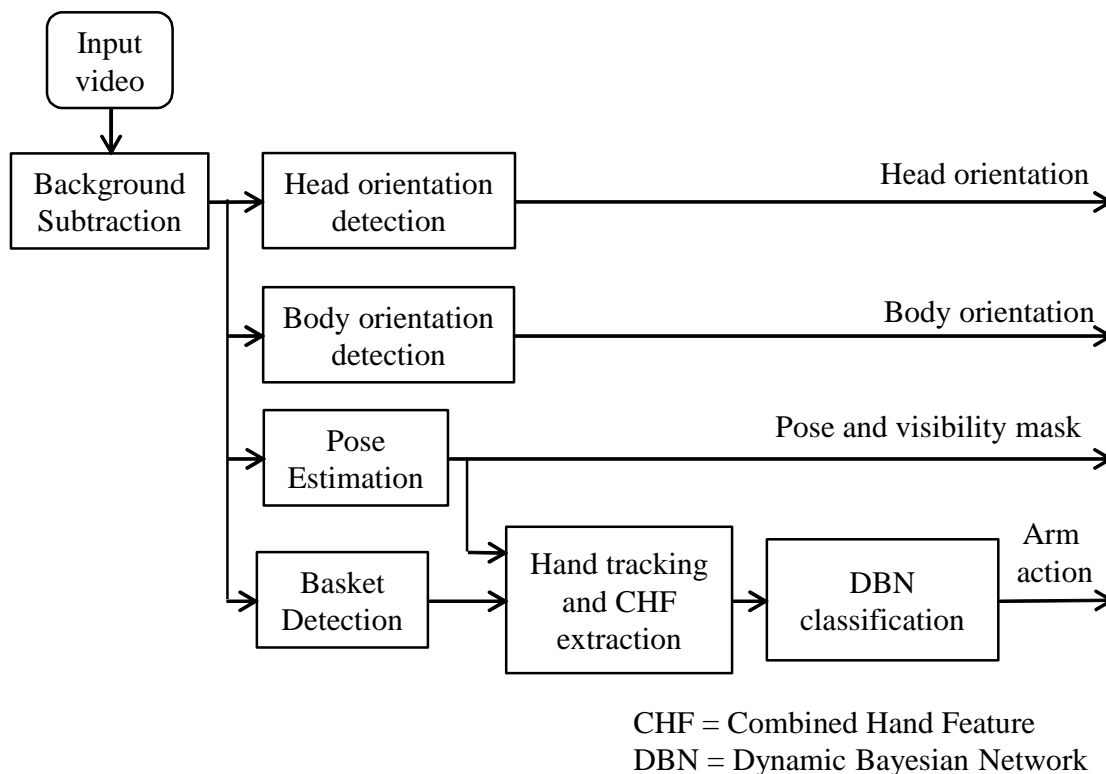 Input
video
Background
Subtraction
Head orientation
detection
Head orientation
Body orientation
detection
Body orientation
Pose
Estimation
Pose and visibility mask
Basket
Detection
Hand tracking
and CHF
extraction
DBN
classification
Arm
action
CHF = Combined Hand Feature
DBN = Dynamic Bayesian Network